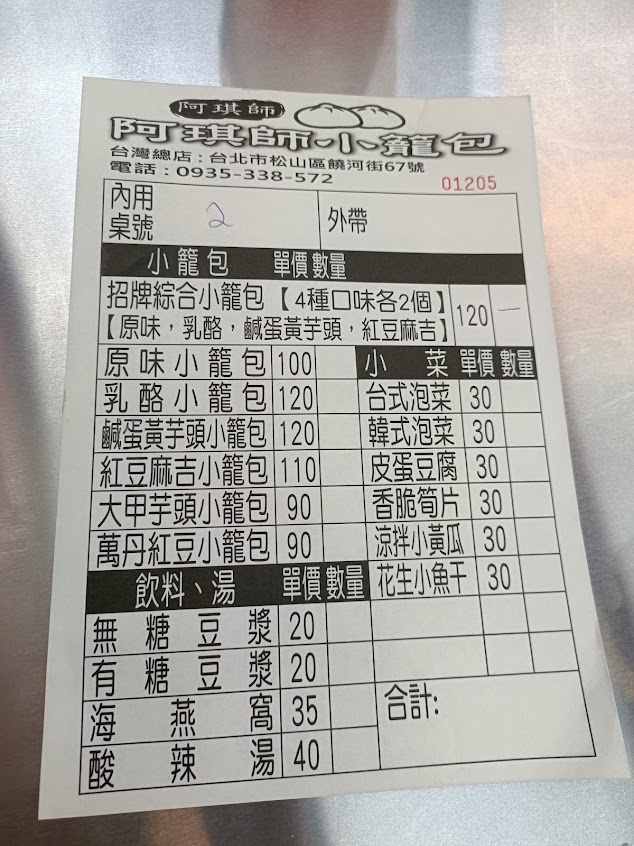 阿琪師
阿琪師小籠包
台灣總店：台北市松山區饒河街67號
電話：0935-338-572
01205
內用
桌號 2
外帶
小籠包 單價 數量
招牌綜合小籠包【4種口味各2個】
【原味，乳酪，鹹蛋黃芋頭，紅豆麻吉】 120 一
原味小籠包 100
乳酪小籠包 120
鹹蛋黃芋頭小籠包 120
紅豆麻吉小籠包 110
大甲芋頭小籠包 90
萬丹紅豆小籠包 90
小菜 單價 數量
台式泡菜 30
韓式泡菜 30
皮蛋豆腐 30
香脆筍片 30
涼拌小黃瓜 30
花生小魚干 30
飲料、湯 單價 數量
無糖豆漿 20
有糖豆漿 20
海燕窩 35
酸辣湯 40
合計: